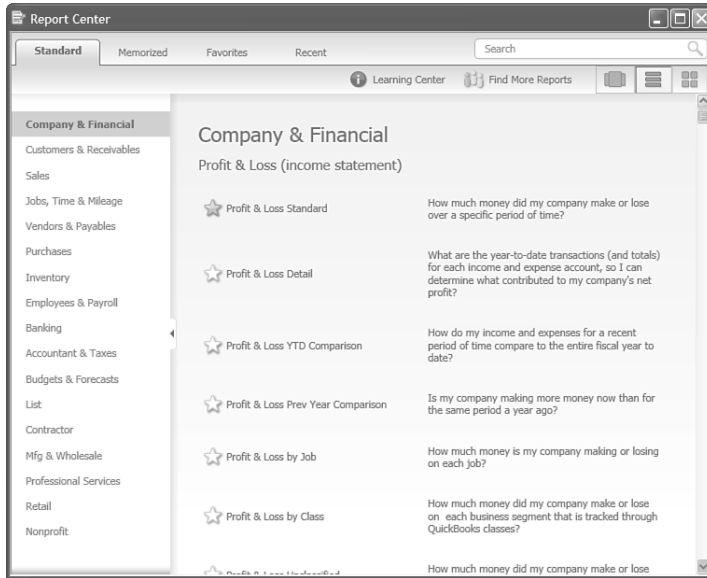 Report Center
Standard
Memorized
Favorites
Recent
Search
Learning Center
Find More Reports
Company & Financial
Customers & Receivables
Sales
Jobs, Time & Mileage
Vendors & Payables
Purchases
Inventory
Employees & Payroll
Banking
Accountant & Taxes
Budgets & Forecasts
List
Contractor
Mfg & Wholesale
Professional Services
Retail
Nonprofit
Company & Financial
Profit & Loss (income statement)
Profit & Loss Standard
How much money did my company make or lose
over a specific period of time?
Profit & Loss Detail
What are the year-to-date transactions (and totals)
for each income and expense account, so I can
determine what contributed to my company's net
profit?
Profit & Loss YTD Comparison
How do my income and expenses for a recent
period of time compare to the entire fiscal year to
date?
Profit & Loss Prev Year Comparison
Is my company making more money now than for
the same period a year ago?
Profit & Loss by Job
How much money is my company making or losing
on each job?
Profit & Loss by Class
How much money did my company make or lose
on each business segment that is tracked through
QuickBooks classes?
Profit & Loss Unclassified
How much money did my company make or lose